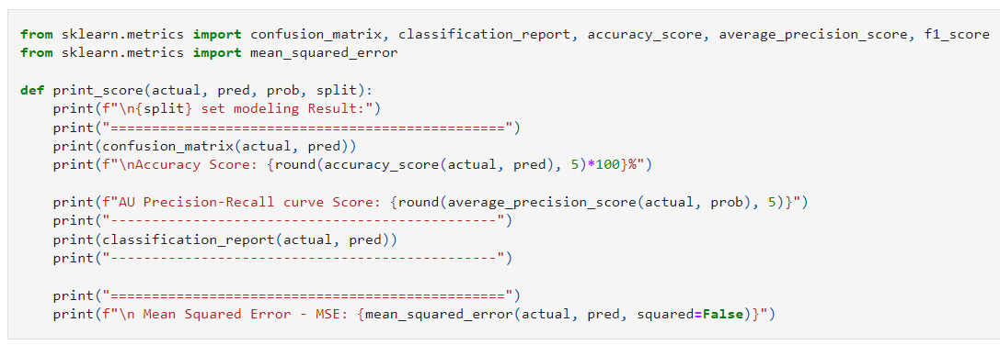 from sklearn.metrics import confusion_matrix, classification_report, accuracy_score, average_precision_score, f1_score
from sklearn.metrics import mean_squared_error

def print_score(actual, pred, prob, split):
    print(f"\n{split} set modeling Result:")
    print("================================================")
    print(confusion_matrix(actual, pred))
    print(f"\nAccuracy Score: {round(accuracy_score(actual, pred), 5)*100}%")

    print(f"AU Precision-Recall curve Score: {round(average_precision_score(actual, prob), 5)}")
    print("-----------------------------------------------")
    print(classification_report(actual, pred))
    print("-----------------------------------------------")

    print("================================================")
    print(f"\n Mean Squared Error - MSE: {mean_squared_error(actual, pred, squared=False)}")